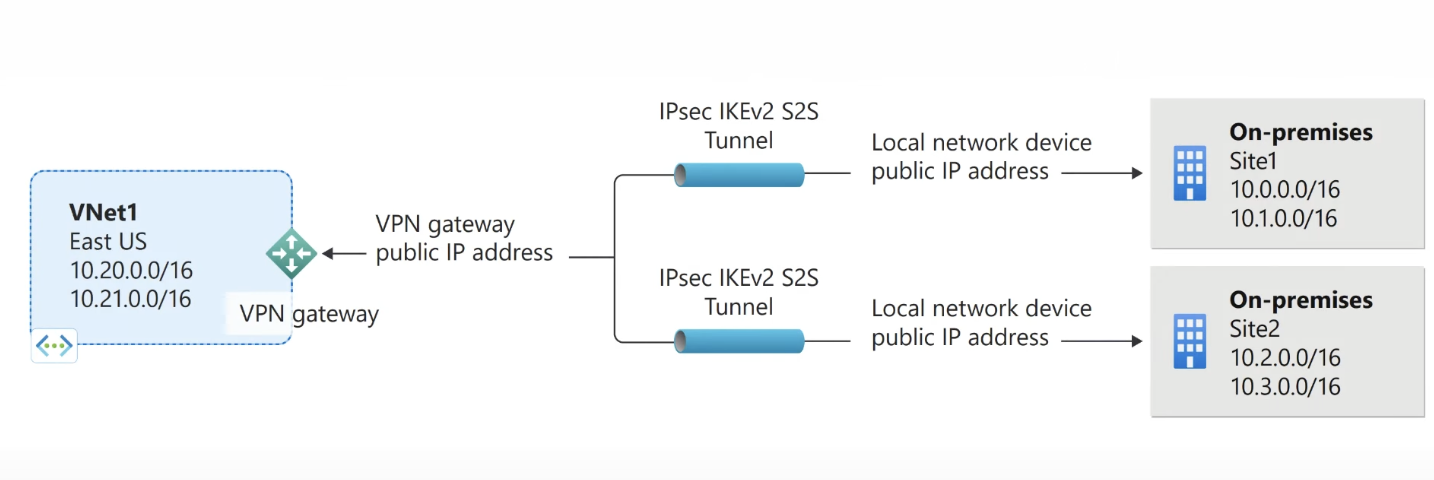 VNet1
East US
10.20.0.0/16
10.21.0.0/16
VPN gateway
VPN gateway
public IP address
IPsec IKEv2 S2S
Tunnel
Local network device
public IP address
On-premises
Site1
10.0.0.0/16
10.1.0.0/16
IPsec IKEv2 S2S
Tunnel
Local network device
public IP address
On-premises
Site2
10.2.0.0/16
10.3.0.0/16